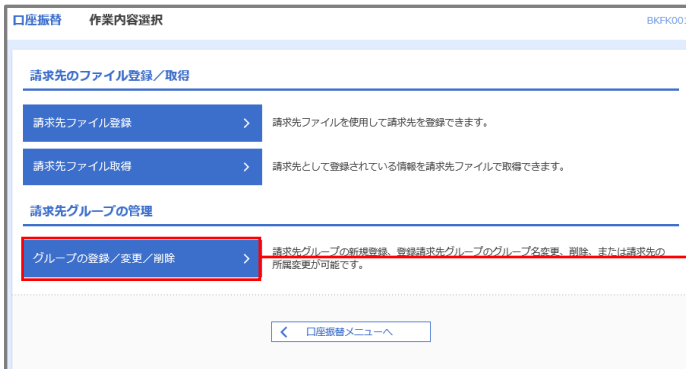 口座振替 作業内容選択 BKFK001
請求先のファイル登録／取得
請求先ファイル登録 請求先ファイルを使用して請求先を登録できます。
請求先ファイル取得 請求先として登録されている情報を請求先ファイルで取得できます。
請求先グループの管理
グループの登録／変更／削除 請求先グループの新規登録、登録請求先グループのグループ名変更、削除、または請求先の
所属変更が可能です。
口座振替メニューへ